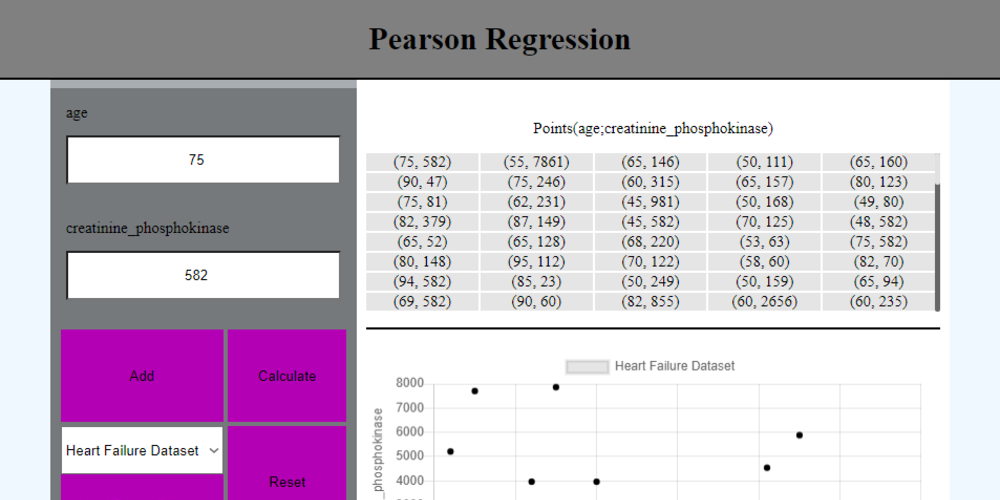 Pearson Regression
age
75
creatinine_phosphokinase
582
Add Calculate
Heart Failure Dataset
Reset
Points(age;creatinine_phosphokinase)
(75, 582) (55, 7861) (65, 146) (50, 111) (65, 160)
(90, 47) (75, 246) (60, 315) (65, 157) (80, 123)
(75, 81) (62, 231) (45, 981) (50, 168) (49, 80)
(82, 379) (87, 149) (45, 582) (70, 125) (48, 582)
(65, 52) (65, 128) (68, 220) (53, 63) (75, 582)
(80, 148) (95, 112) (70, 122) (58, 60) (82, 70)
(94, 582) (85, 23) (50, 249) (50, 159) (65, 94)
(69, 582) (90, 60) (82, 855) (60, 2656) (60, 235)
Heart Failure Dataset
8000
7000
6000
5000
4000
_phosphokinase